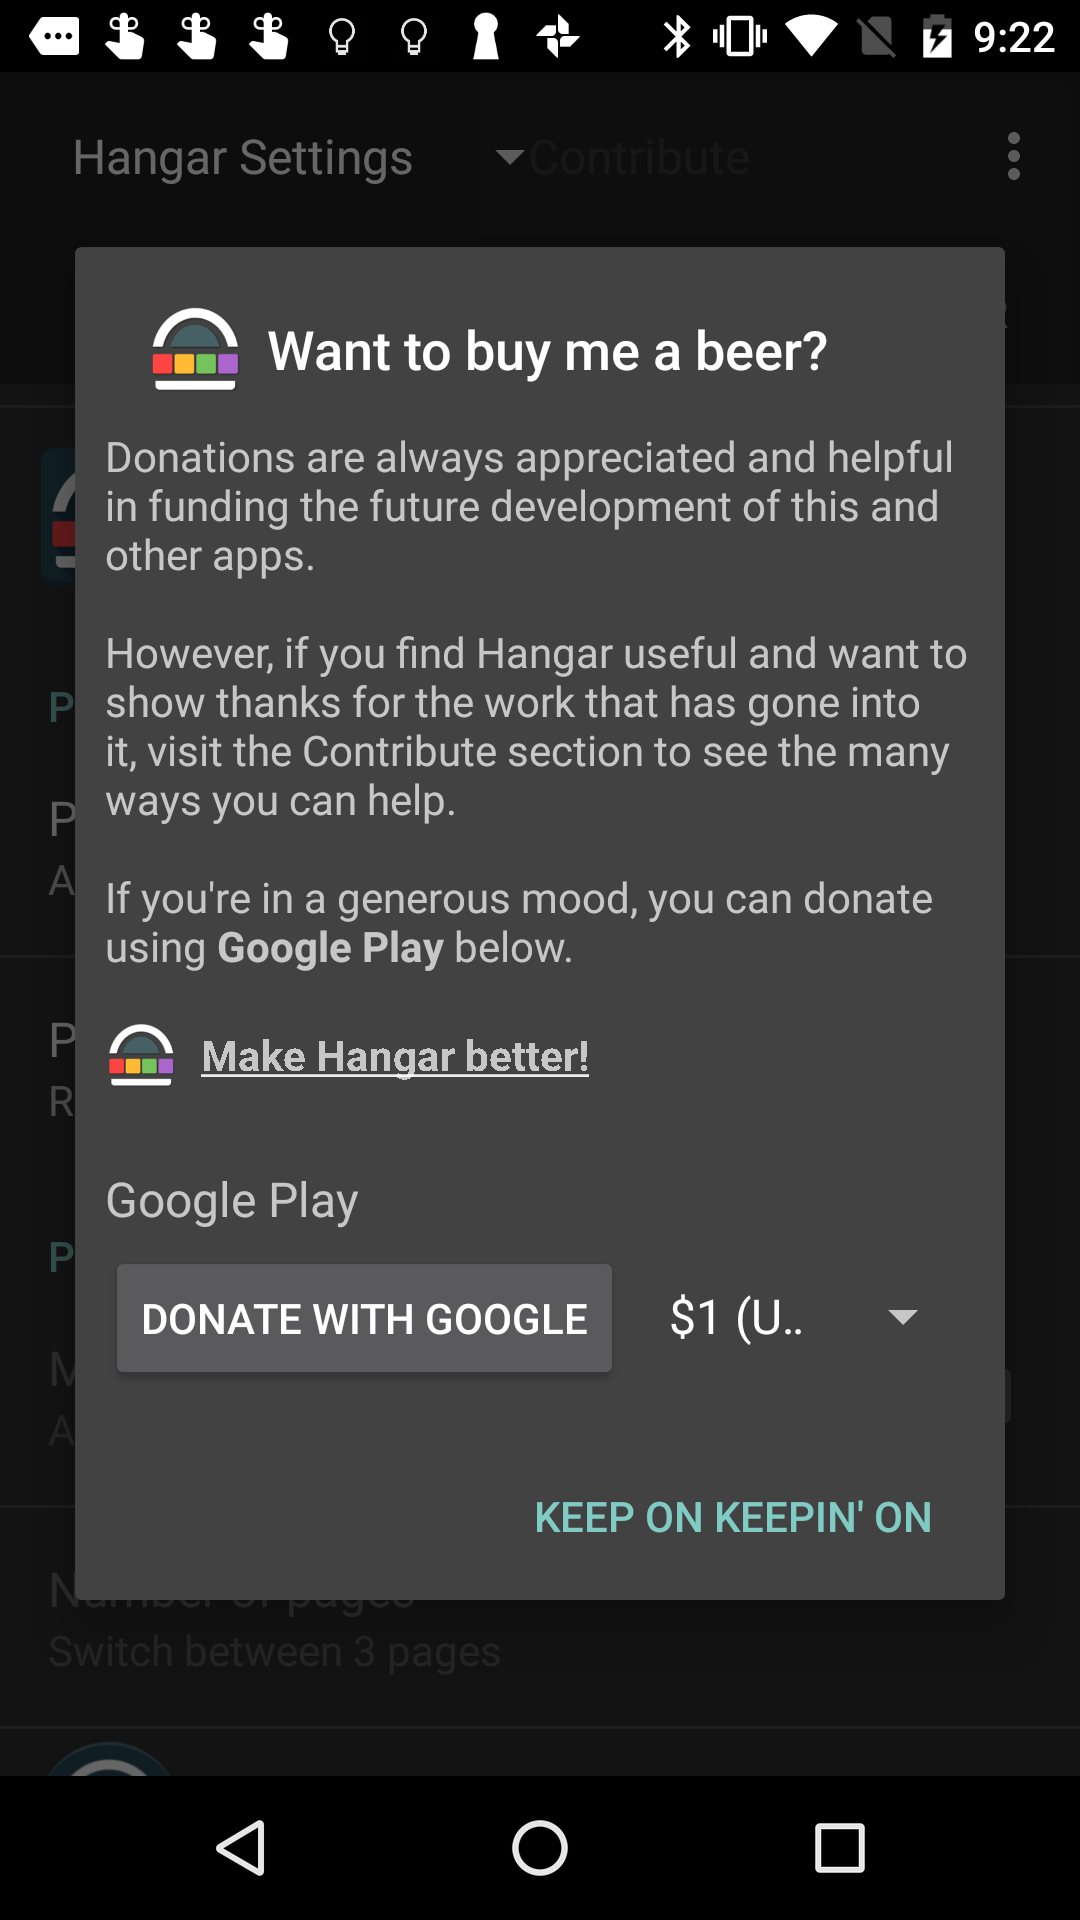 9:22
Hangar Settings
Contribute
Want to buy me a beer?
Donations are always appreciated and helpful
in funding the future development of this and
other apps.
However, if you find Hangar useful and want to
show thanks for the work that has gone into
it, visit the Contribute section to see the many
ways you can help.
If you're in a generous mood, you can donate
using Google Play below.
Make Hangar better!
Google Play
DONATE WITH GOOGLE
$1 (U..
KEEP ON KEEPIN' ON
Number of pages
Switch between 3 pages